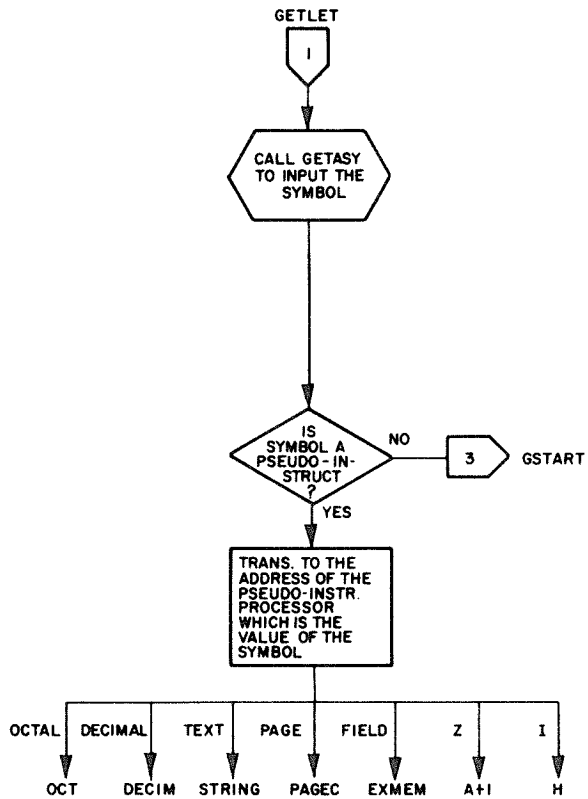 GETLET
1
CALL GETASY
TO INPUT THE
SYMBOL
IS
SYMBOL A
PSEUDO-IN-
STRUCT
?
NO
3
GSTART
YES
TRANS. TO THE
ADDRESS OF THE
PSEUDO-INSTR.
PROCESSOR
WHICH IS THE
VALUE OF THE
SYMBOL
OCTAL DECIMAL TEXT PAGE FIELD Z I
OCT DECIM STRING PAGEC EXMEM A+1 H